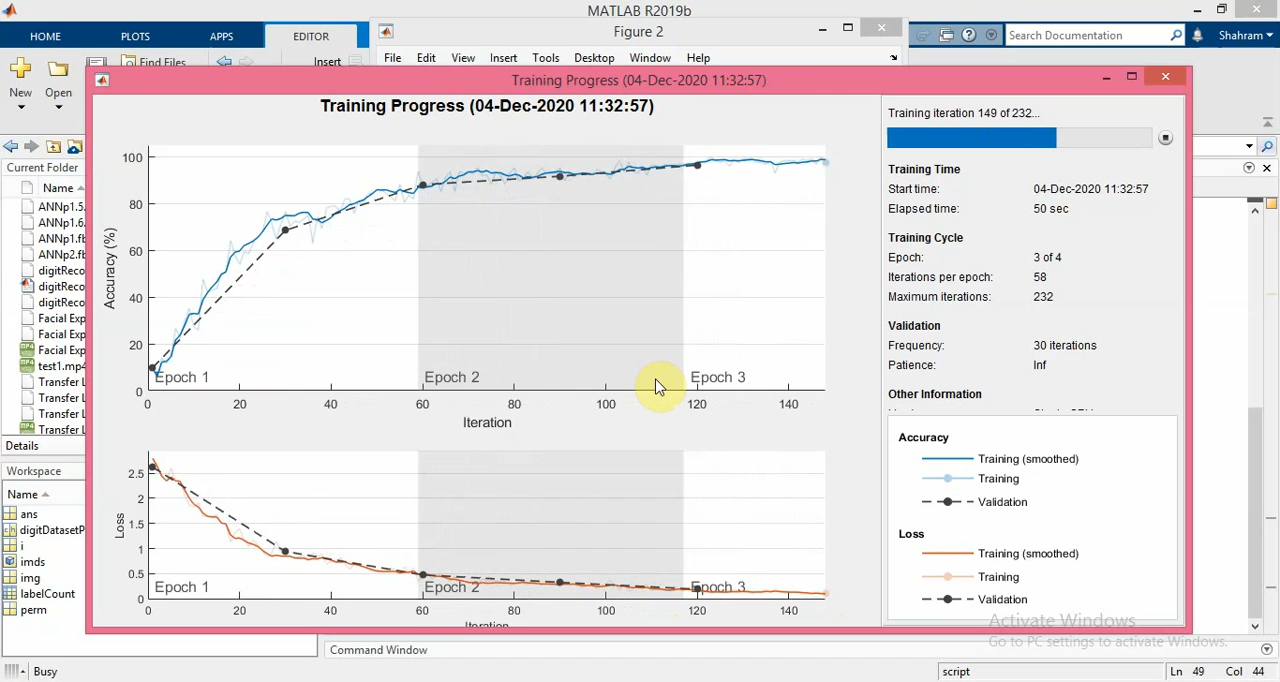 MATLAB R2019b
HOME PLOTS APPS EDITOR
Figure 2
Search Documentation
Shahram
File Edit View Insert Tools Desktop Window Help
New Open Find Files Insert
Training Progress (04-Dec-2020 11:32:57)
Training Progress (04-Dec-2020 11:32:57)
Current Folder
Name
ANNp1.5.
ANNp1.6.
ANNp1.fb
ANNp2.fb
digitReco
digitReco
digitReco
Facial Exp
Facial Exp
Facial Exp
test1.mp4
Transfer L
Transfer L
Transfer L
Transfer L
Details
Workspace
Name
ans
digitDatasetP
i
imds
img
labelCount
perm
Accuracy (%)
100
80
60
40
20
0
Epoch 1 Epoch 2 Epoch 3
0 20 40 60 80 100 120 140
Iteration
Loss
2.5
2
1.5
1
0.5
0
Epoch 1 Epoch 2 Epoch 3
0 20 40 60 80 100 120 140
Iteration
Training iteration 149 of 232...
Training Time
Start time: 04-Dec-2020 11:32:57
Elapsed time: 50 sec
Training Cycle
Epoch: 3 of 4
Iterations per epoch: 58
Maximum iterations: 232
Validation
Frequency: 30 iterations
Patience: Inf
Other Information
Accuracy
Training (smoothed)
Training
Validation
Loss
Training (smoothed)
Training
Validation
Activate Windows
Go to PC settings to activate Windows.
Command Window
Busy
script
Ln 49 Col 44